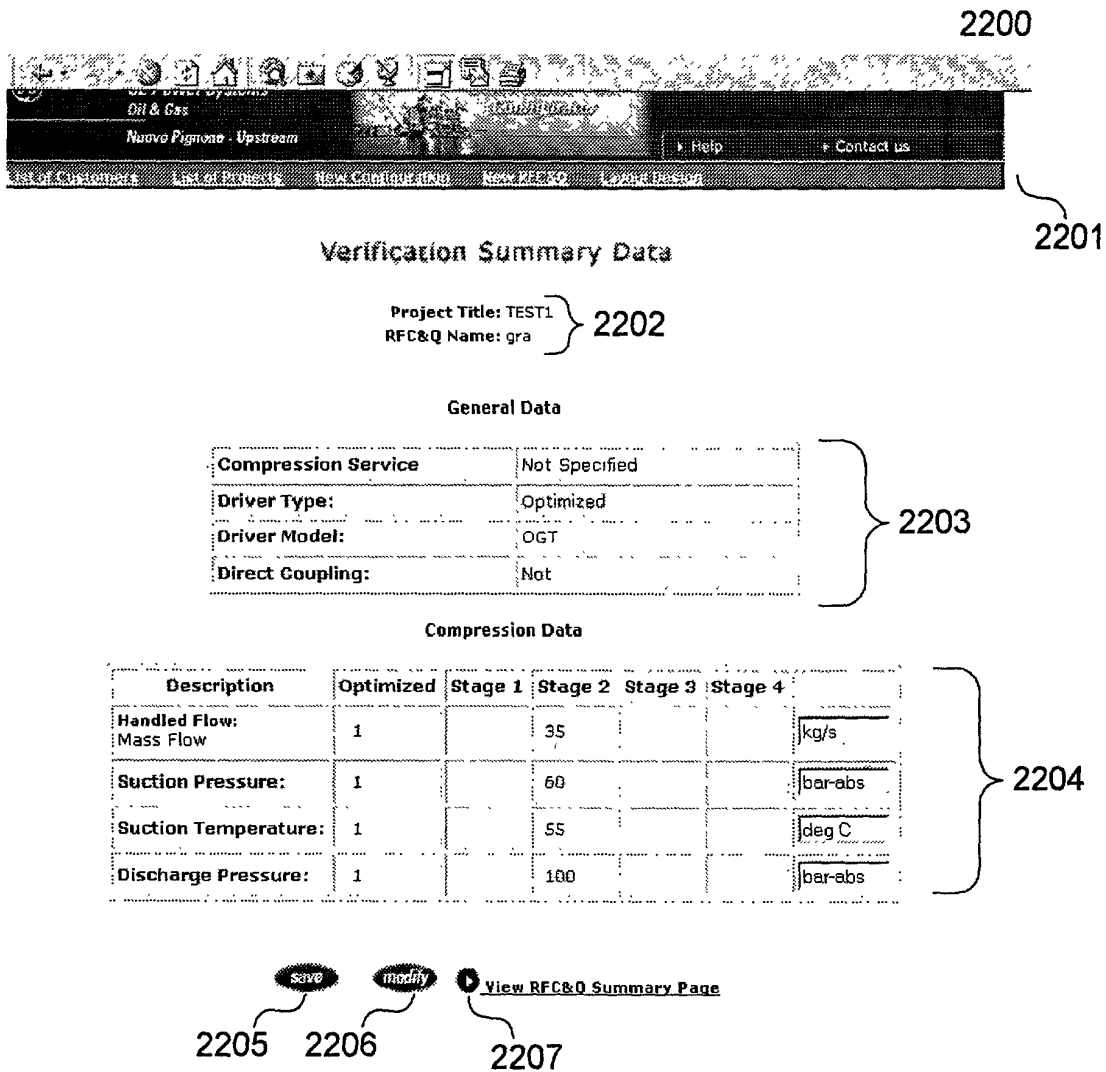 2200
Oil & Gas
Nuovo Pignone - Upstream
Help Contact us
List of Customers List of Projects New Configuration New RFC&Q Layout Design
2201
Verification Summary Data
Project Title: TEST1
RFC&Q Name: gra
2202
General Data
Compression Service Not Specified
Driver Type: Optimized
Driver Model: OGT
Direct Coupling: Not
2203
Compression Data
Description Optimized Stage 1 Stage 2 Stage 3 Stage 4
Handled Flow:
Mass Flow 1 35 kg/s
Suction Pressure: 1 60 bar-abs
Suction Temperature: 1 55 deg C
Discharge Pressure: 1 100 bar-abs
2204
save modify View RFC&Q Summary Page
2205 2206 2207